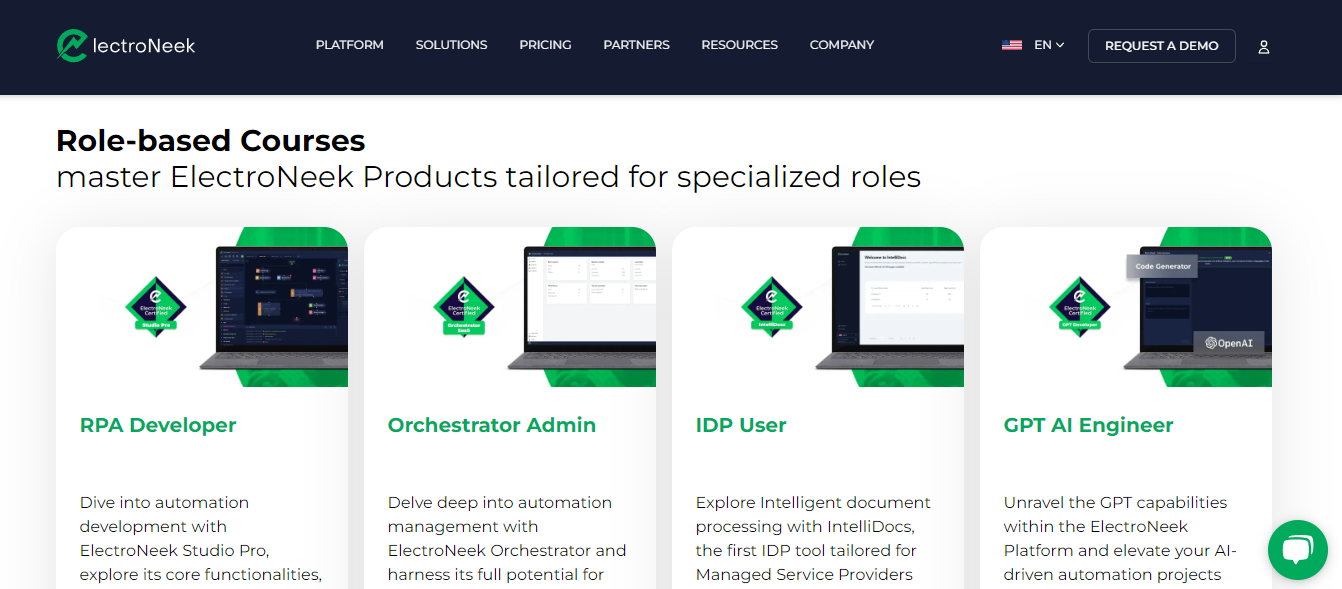 lectroNeek
PLATFORM
SOLUTIONS
PRICING
PARTNERS
RESOURCES
COMPANY
EN
REQUEST A DEMO
Role-based Courses
master ElectroNeek Products tailored for specialized roles
ElectroNeek
Certified
Studio Pro
ElectroNeek
Certified
Orchestrator
SaaS
ElectroNeek
Certified
IntelliDocs
Welcome to IntelliDocs
ElectroNeek
Certified
GPT Developer
Code Generator
OpenAI
RPA Developer
Dive into automation
development with
ElectroNeek Studio Pro,
explore its core functionalities,
Orchestrator Admin
Delve deep into automation
management with
ElectroNeek Orchestrator and
harness its full potential for
IDP User
Explore Intelligent document
processing with IntelliDocs,
the first IDP tool tailored for
Managed Service Providers
GPT AI Engineer
Unravel the GPT capabilities
within the ElectroNeek
Platform and elevate your AI-
driven automation projects